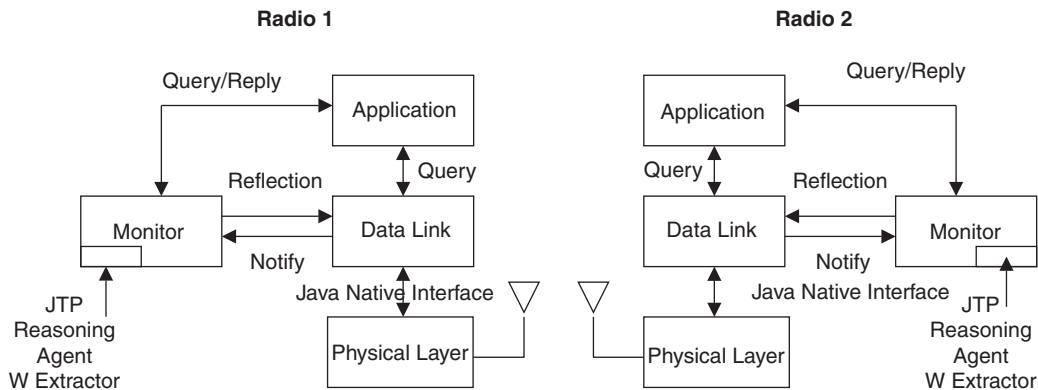 Radio 1
Radio 2
Query/Reply
Application
Query
Reflection
Monitor
Data Link
Notify
Java Native Interface
JTP
Reasoning
Agent
W Extractor
Physical Layer
Query/Reply
Application
Query
Reflection
Data Link
Monitor
Notify
Java Native Interface
JTP
Reasoning
Agent
W Extractor
Physical Layer